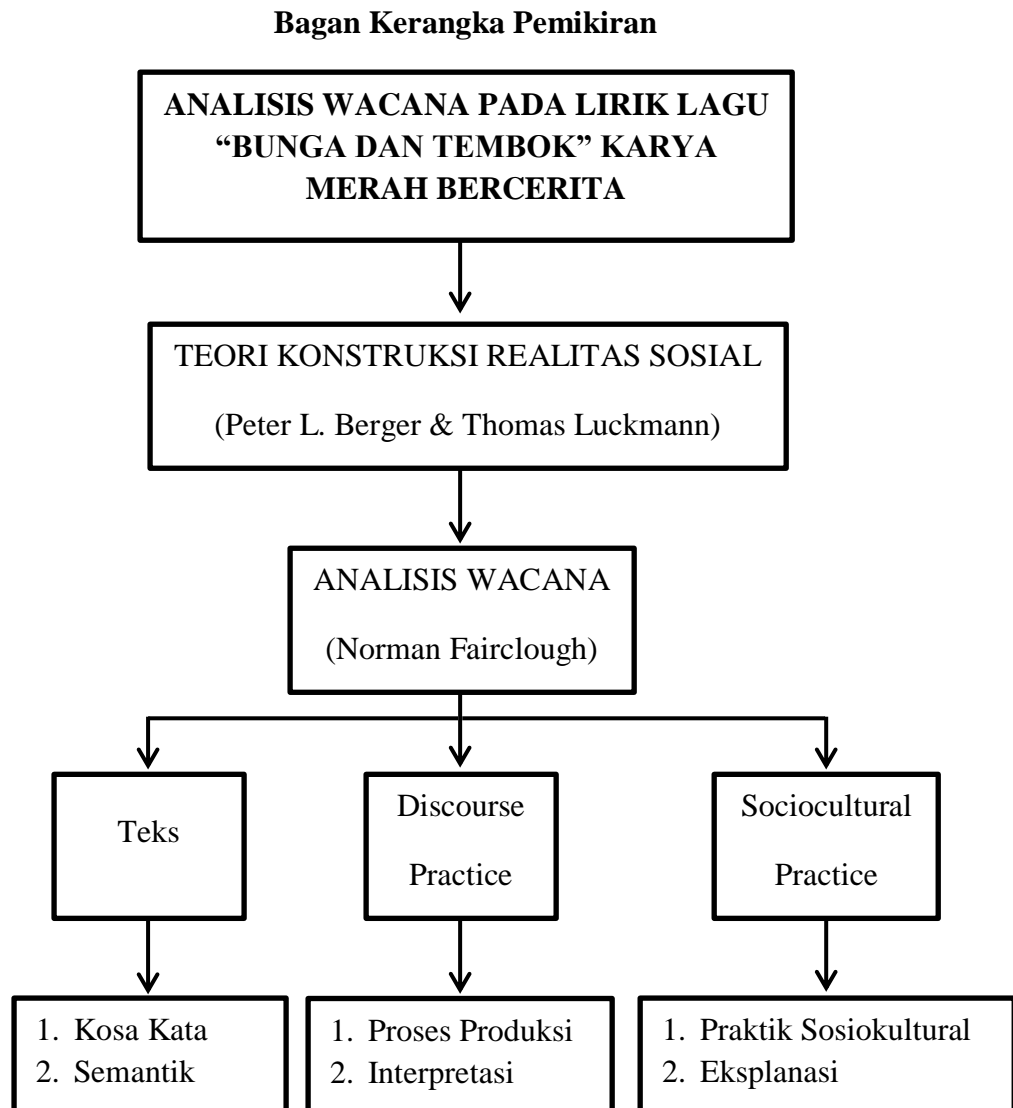 Bagan Kerangka Pemikiran
ANALISIS WACANA PADA LIRIK LAGU
“BUNGA DAN TEMBOK” KARYA
MERAH BERCERITA
TEORI KONSTRUKSI REALITAS SOSIAL
(Peter L. Berger & Thomas Luckmann)
ANALISIS WACANA
(Norman Fairclough)
Teks
Discourse
Practice
Sociocultural
Practice
1. Kosa Kata
2. Semantik
1. Proses Produksi
2. Interpretasi
1. Praktik Sosiokultural
2. Eksplanasi